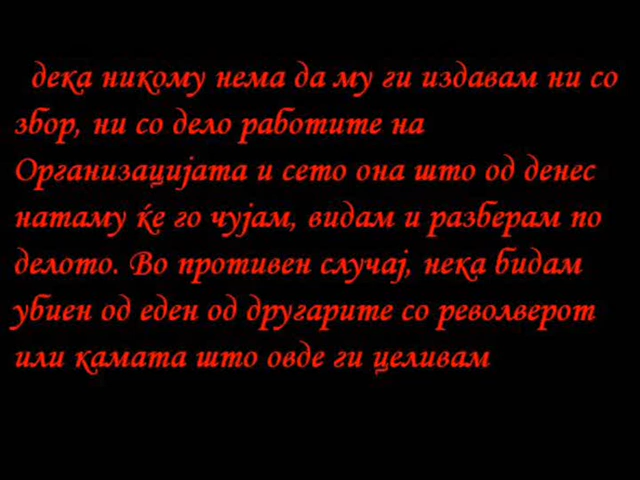 дека никому нема да му ги издавам ни со
збор, ни со дело работите на
Организацијата и сето она што од денес
натаму ќе го чујам, видам и разберам по
делото. Во противен случај, нека бидам
убиен од еден од другарите со револверот
или камата што овде ги целивам